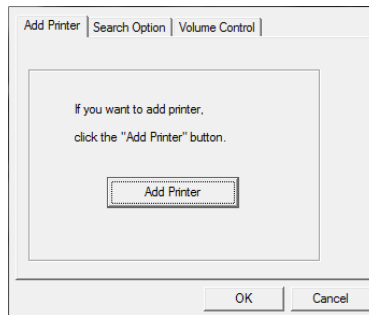 Add Printer Search Option Volume Control
If you want to add printer,
click the "Add Printer" button.
Add Printer
OK Cancel